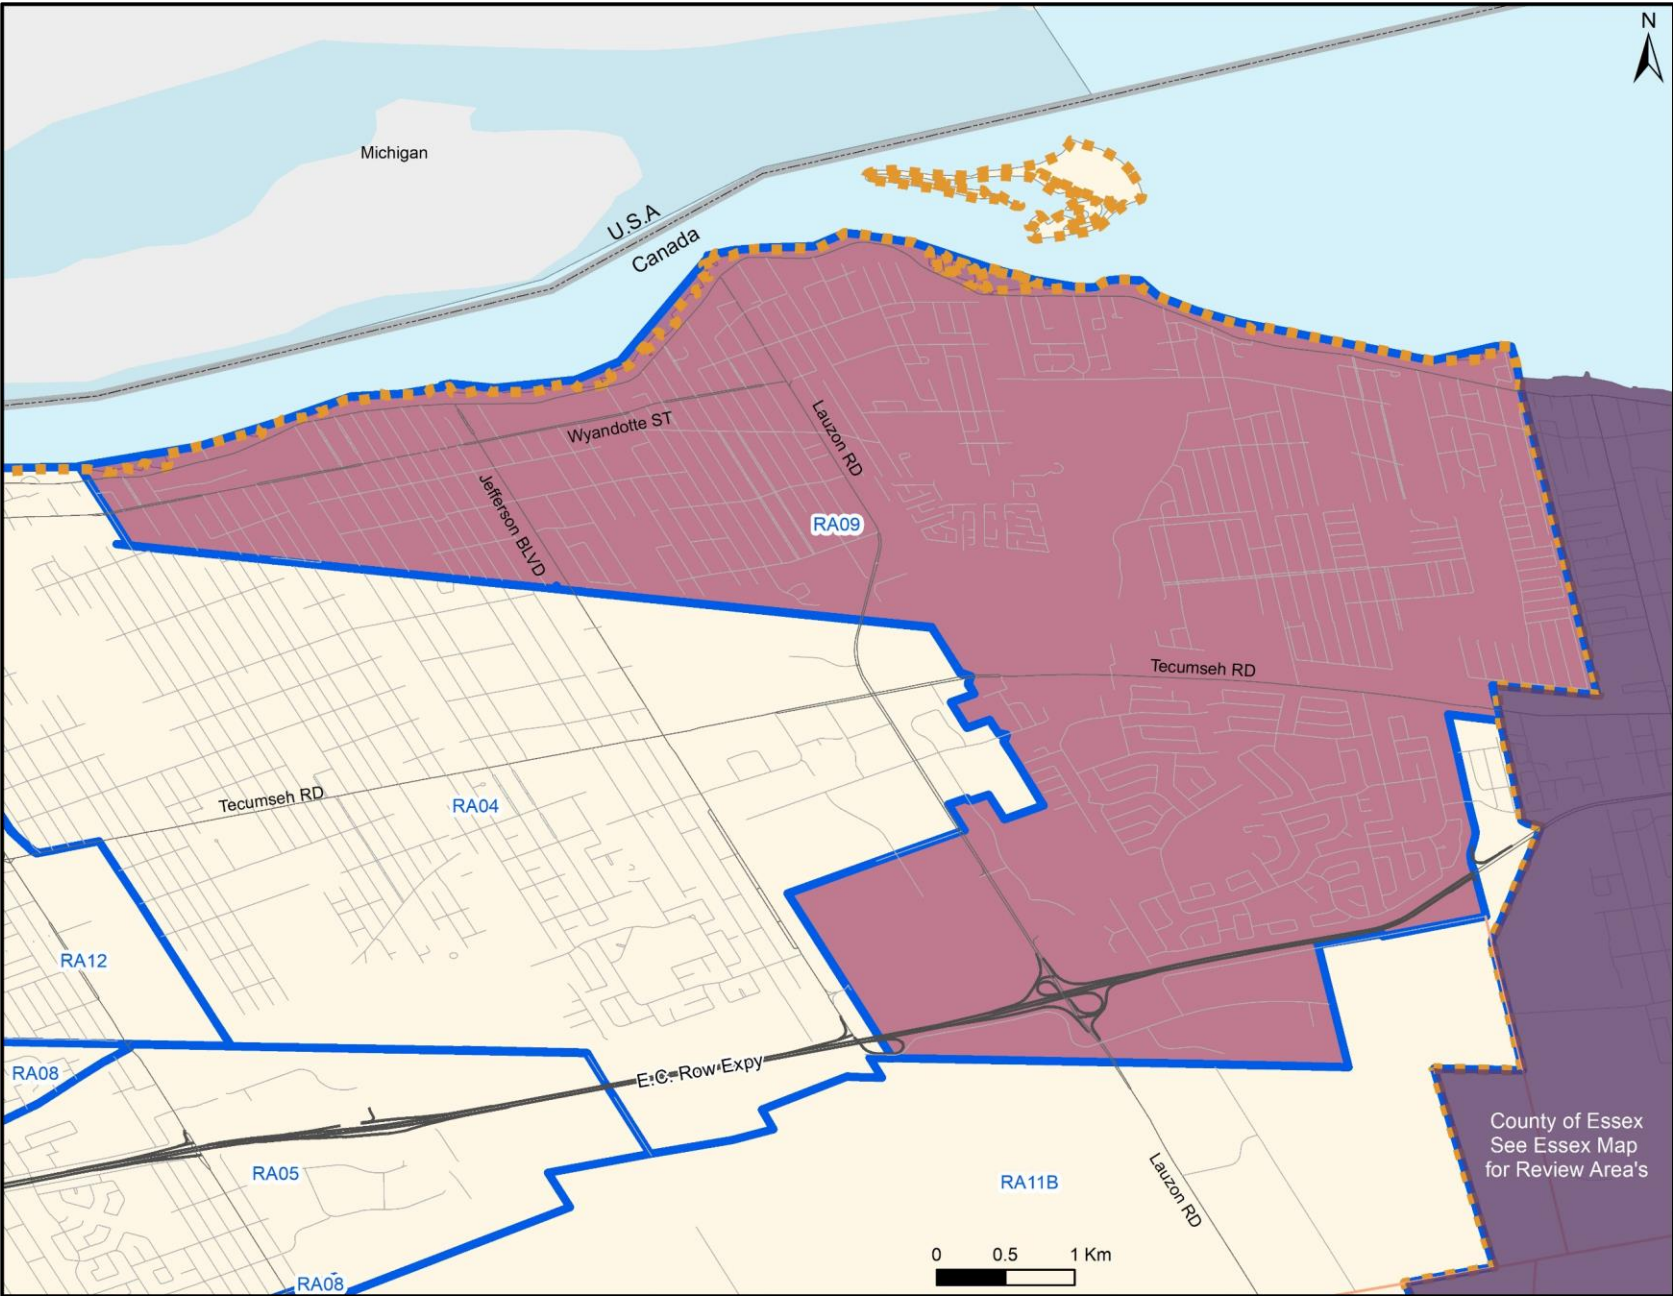 N
Michigan
U.S.A
Canada
Wyandotte ST
Lauzon RD
Jefferson BLVD
RA09
Tecumseh RD
Tecumseh RD
RA04
RA12
RA08
E.C. Row Expy
County of Essex
See Essex Map
for Review Area's
RA05
RA11B
Lauzon RD
0 0.5 1 Km
RA08